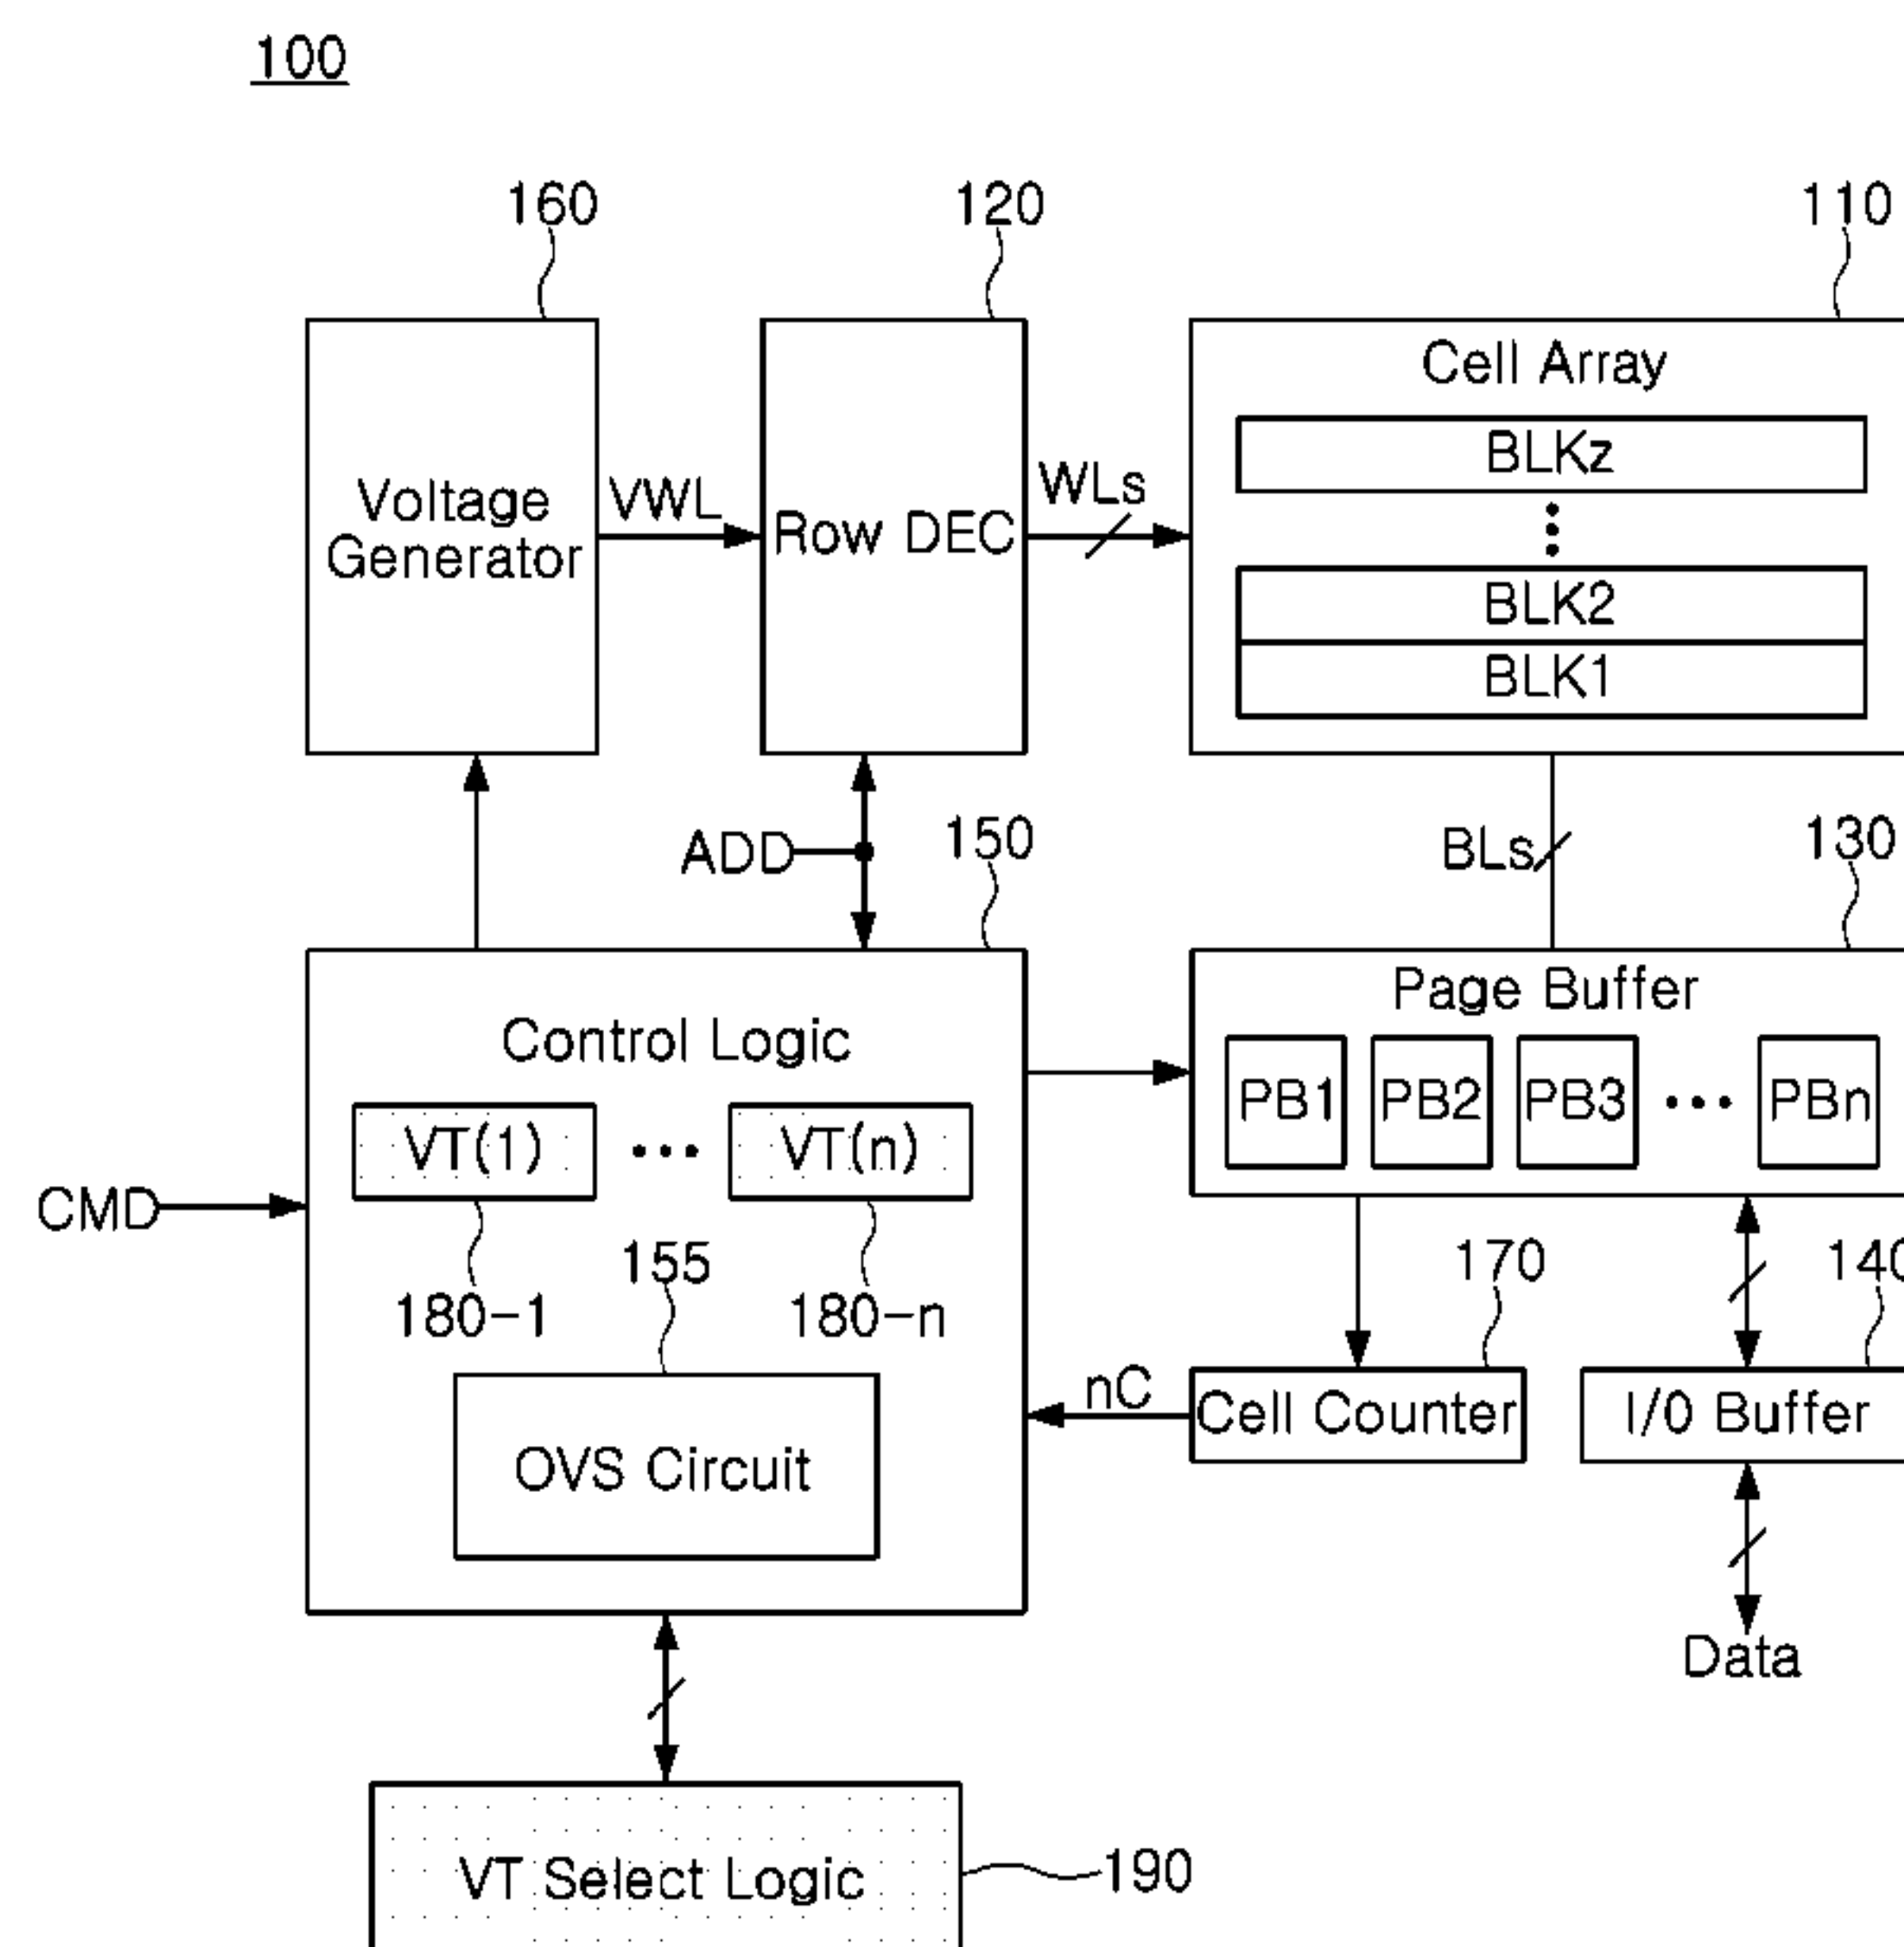 100
160
120
110
Cell Array
BLKz
Voltage
Generator
VWL
Row DEC
WLs
BLK2
BLK1
ADD
150
BLs
130
Control Logic
Page Buffer
VT(1)
VT(n)
PB1
PB2
PB3
PBn
CMD
155
180-1
180-n
170
140
OVS Circuit
nC
Cell Counter
I/0 Buffer
Data
VT Select Logic
190